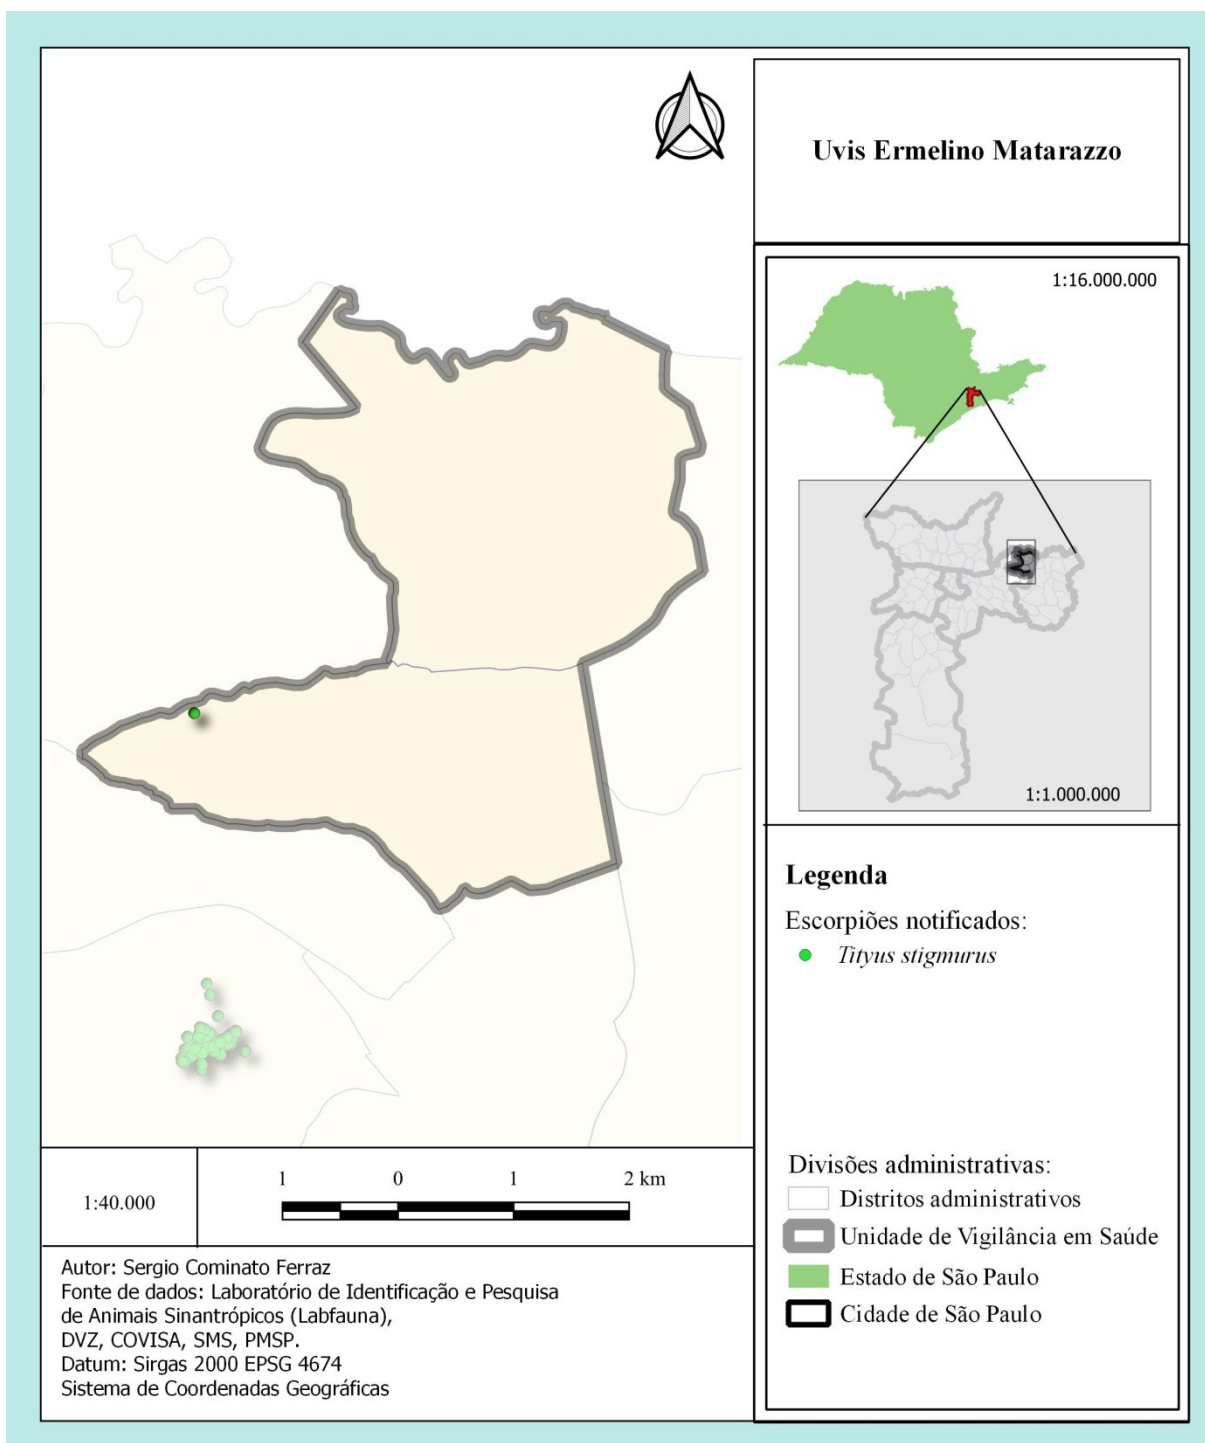 Uvis Ermelino Matarazzo
1:16.000.000
1:1.000.000
Legenda
Escorpiões notificados:
Tityus stigmurus
Divisões administrativas:
Distritos administrativos
Unidade de Vigilância em Saúde
Estado de São Paulo
Cidade de São Paulo
1:40.000
1 0 1 2 km
Autor: Sergio Cominato Ferraz
Fonte de dados: Laboratório de Identificação e Pesquisa
de Animais Sinantrópicos (Labfauna),
DVZ, COVISA, SMS, PMSP.
Datum: Sirgas 2000 EPSG 4674
Sistema de Coordenadas Geográficas